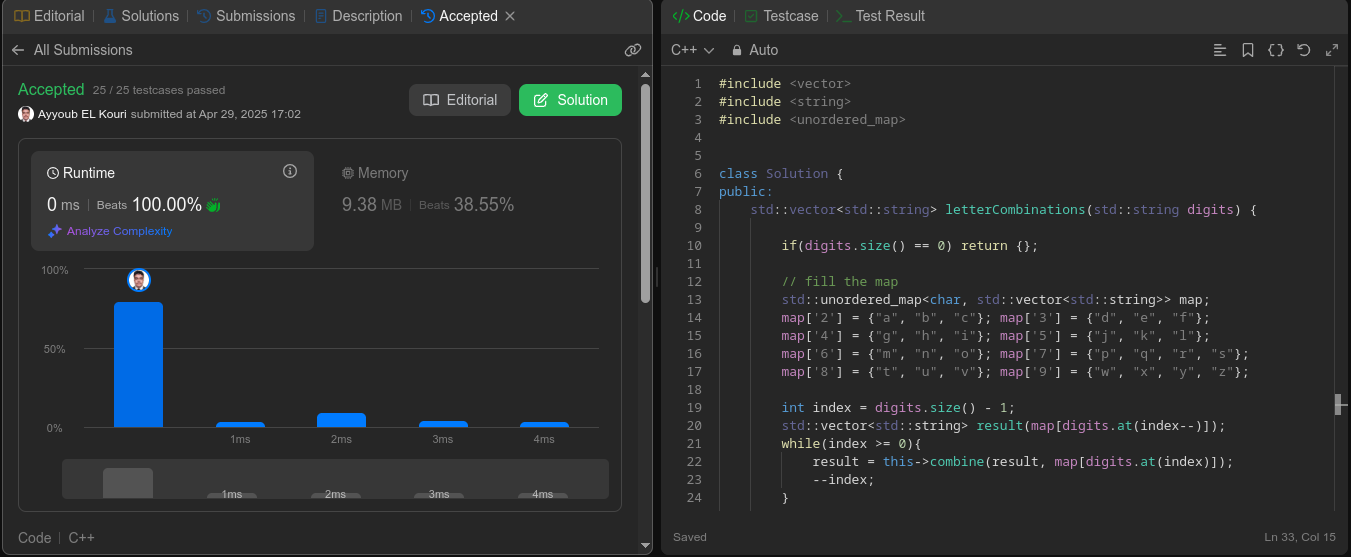 Editorial | Solutions | Submissions | Description | Accepted
All Submissions
Accepted 25 / 25 testcases passed
Ayyoub EL Kouri submitted at Apr 29, 2025 17:02
Editorial
Solution
Runtime
0 ms | Beats 100.00%
Analyze Complexity
Memory
9.38 MB | Beats 38.55%
100%
50%
0%
1ms 2ms 3ms 4ms
1ms 2ms 3ms 4ms
Code | C++
</> Code | Testcase | >_ Test Result
C++ Auto
1 #include <vector>
2 #include <string>
3 #include <unordered_map>
4
5
6 class Solution {
7 public:
8     std::vector<std::string> letterCombinations(std::string digits) {
9
10         if(digits.size() == 0) return {};
11
12         // fill the map
13         std::unordered_map<char, std::vector<std::string>> map;
14         map['2'] = {"a", "b", "c"}; map['3'] = {"d", "e", "f"};
15         map['4'] = {"g", "h", "i"}; map['5'] = {"j", "k", "l"};
16         map['6'] = {"m", "n", "o"}; map['7'] = {"p", "q", "r", "s"};
17         map['8'] = {"t", "u", "v"}; map['9'] = {"w", "x", "y", "z"};
18
19         int index = digits.size() - 1;
20         std::vector<std::string> result(map[digits.at(index--)]);
21         while(index >= 0){
22             result = this->combine(result, map[digits.at(index)]);
23             --index;
24         }
Saved
Ln 33, Col 15